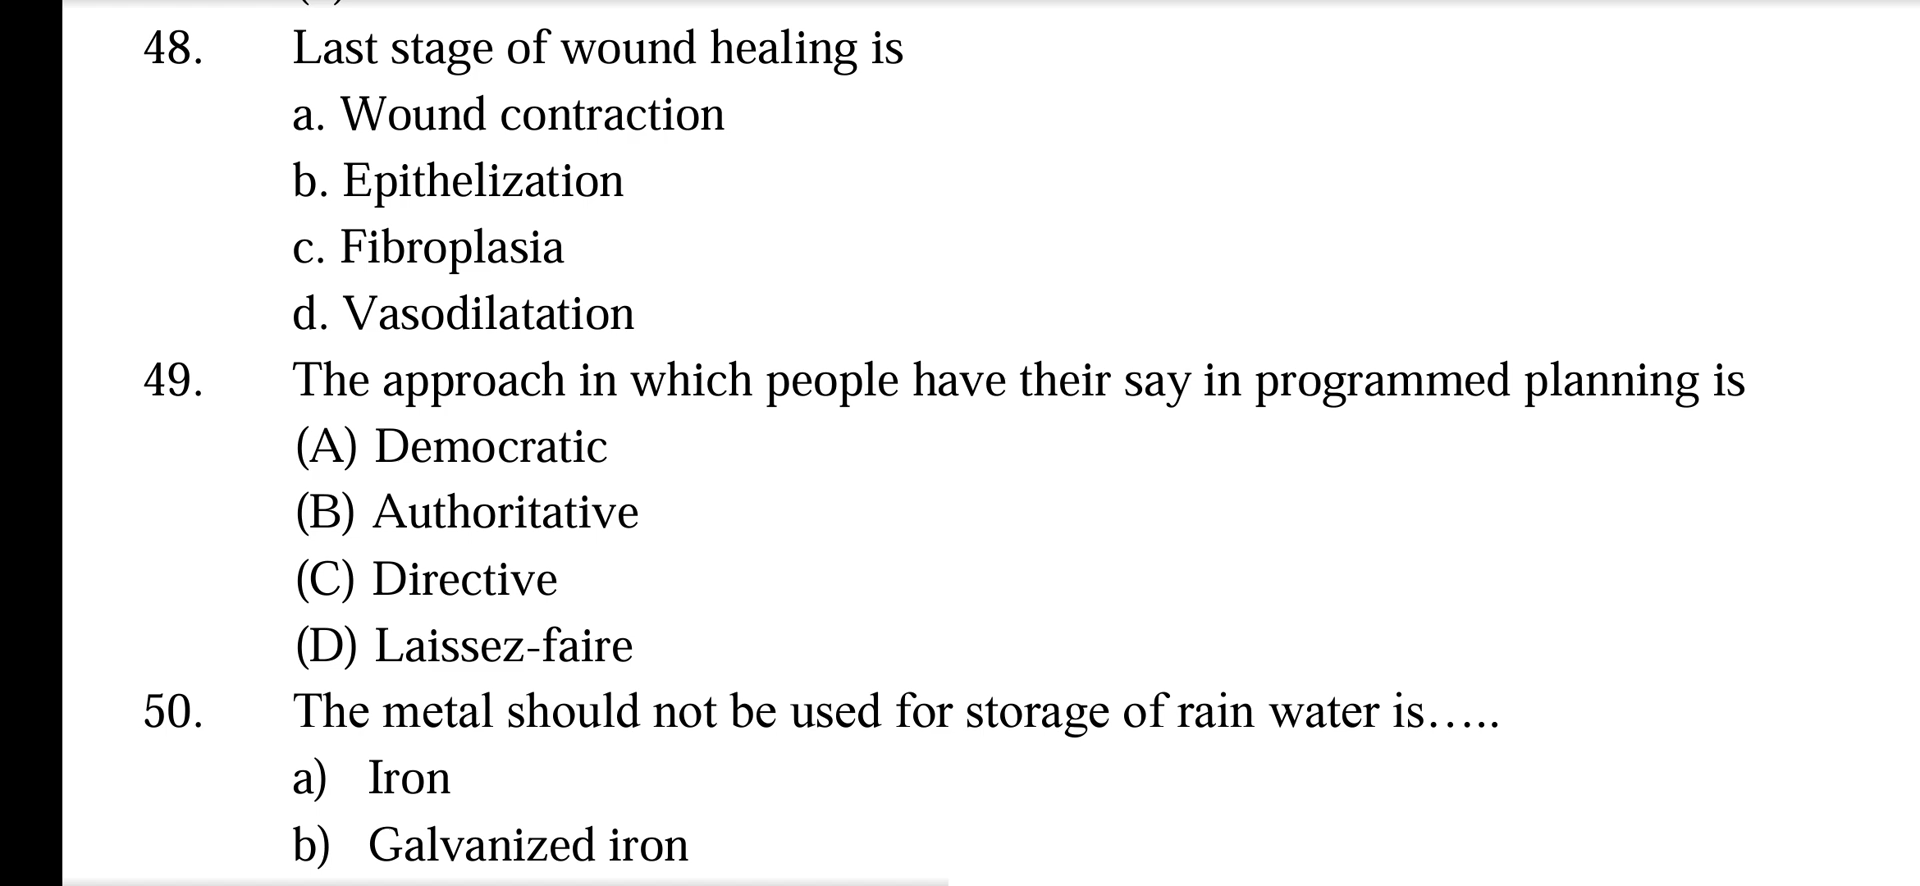 48. Last stage of wound healing is
a. Wound contraction
b. Epithelization
c. Fibroplasia
d. Vasodilatation
49. The approach in which people have their say in programmed planning is
(A) Democratic
(B) Authoritative
(C) Directive
(D) Laissez-faire
50. The metal should not be used for storage of rain water is…..
a) Iron
b) Galvanized iron